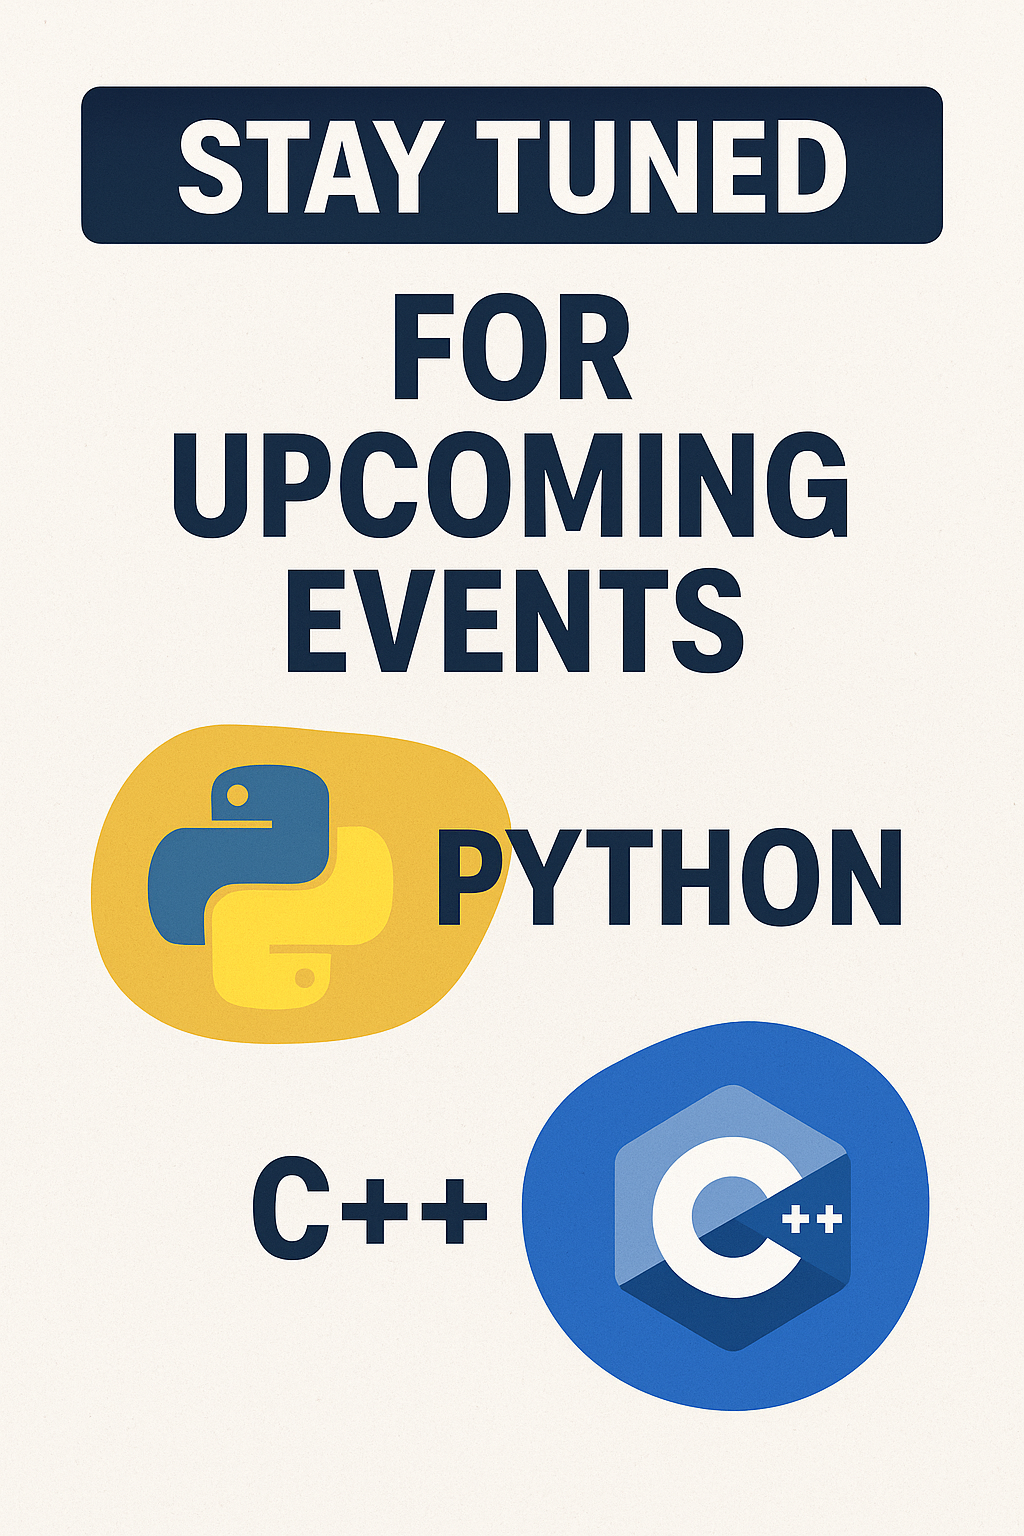 STAY TUNED
FOR
UPCOMING
EVENTS
PYTHON
C++
C++